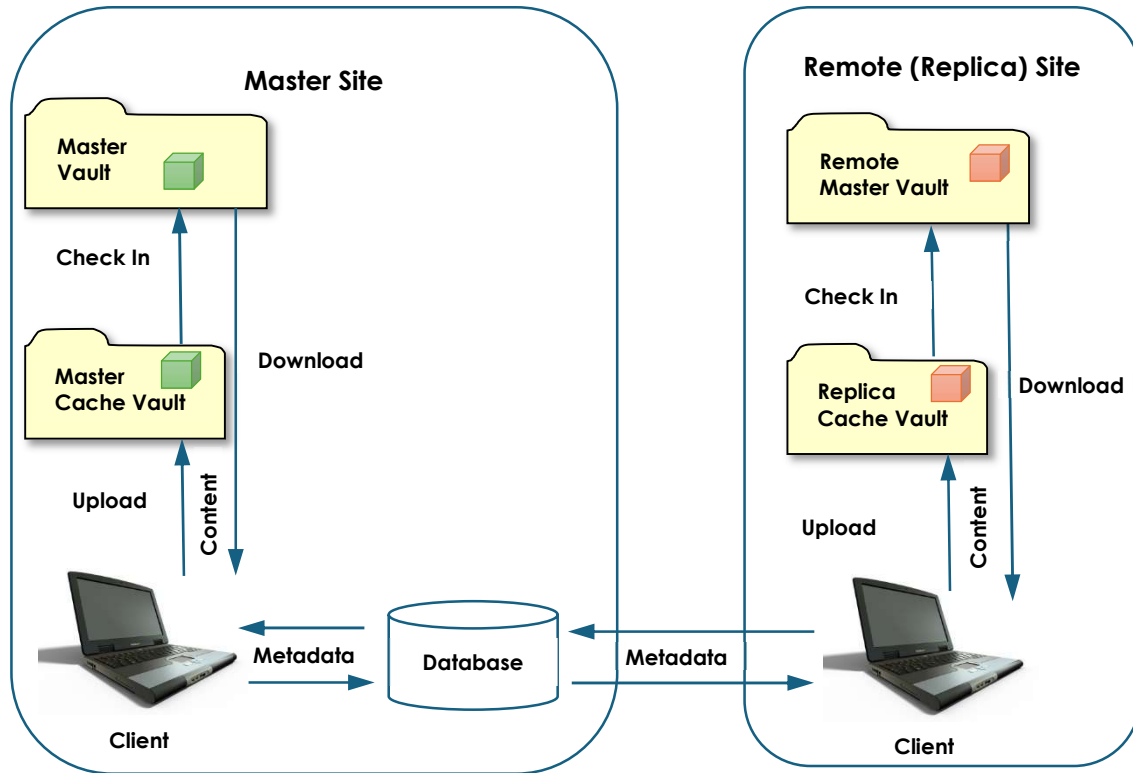 Master Site
Master
Vault
Check In
Master
Cache Vault
Download
Upload
Content
Metadata
Database
Client
Metadata
Remote (Replica) Site
Remote
Master Vault
Check In
Replica
Cache Vault
Download
Upload
Content
Client